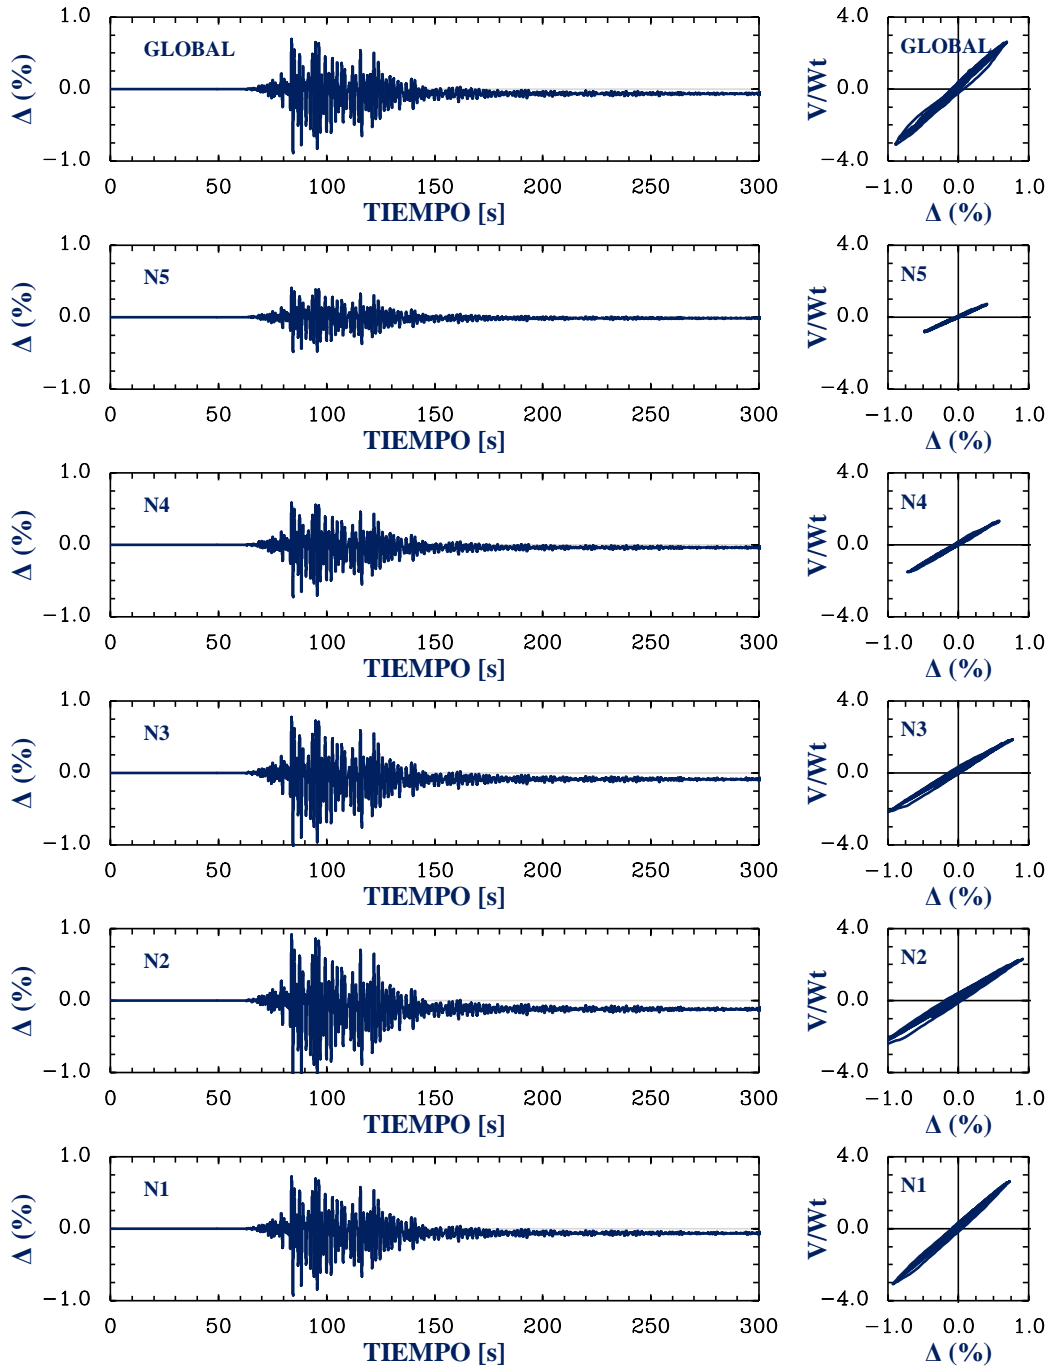 1.0 0.0 −1.0 Δ (%) GLOBAL
0 50 100 150 200 250 300
TIEMPO [s]
4.0 0.0 −4.0 V/Wt GLOBAL
−1.0 0.0 1.0
Δ (%)
1.0 0.0 −1.0 Δ (%) N5
0 50 100 150 200 250 300
TIEMPO [s]
4.0 0.0 −4.0 V/Wt N5
−1.0 0.0 1.0
Δ (%)
1.0 0.0 −1.0 Δ (%) N4
0 50 100 150 200 250 300
TIEMPO [s]
4.0 0.0 −4.0 V/Wt N4
−1.0 0.0 1.0
Δ (%)
1.0 0.0 −1.0 Δ (%) N3
0 50 100 150 200 250 300
TIEMPO [s]
4.0 0.0 −4.0 V/Wt N3
−1.0 0.0 1.0
Δ (%)
1.0 0.0 −1.0 Δ (%) N2
0 50 100 150 200 250 300
TIEMPO [s]
4.0 0.0 −4.0 V/Wt N2
−1.0 0.0 1.0
Δ (%)
1.0 0.0 −1.0 Δ (%) N1
0 50 100 150 200 250 300
TIEMPO [s]
4.0 0.0 −4.0 V/Wt N1
−1.0 0.0 1.0
Δ (%)